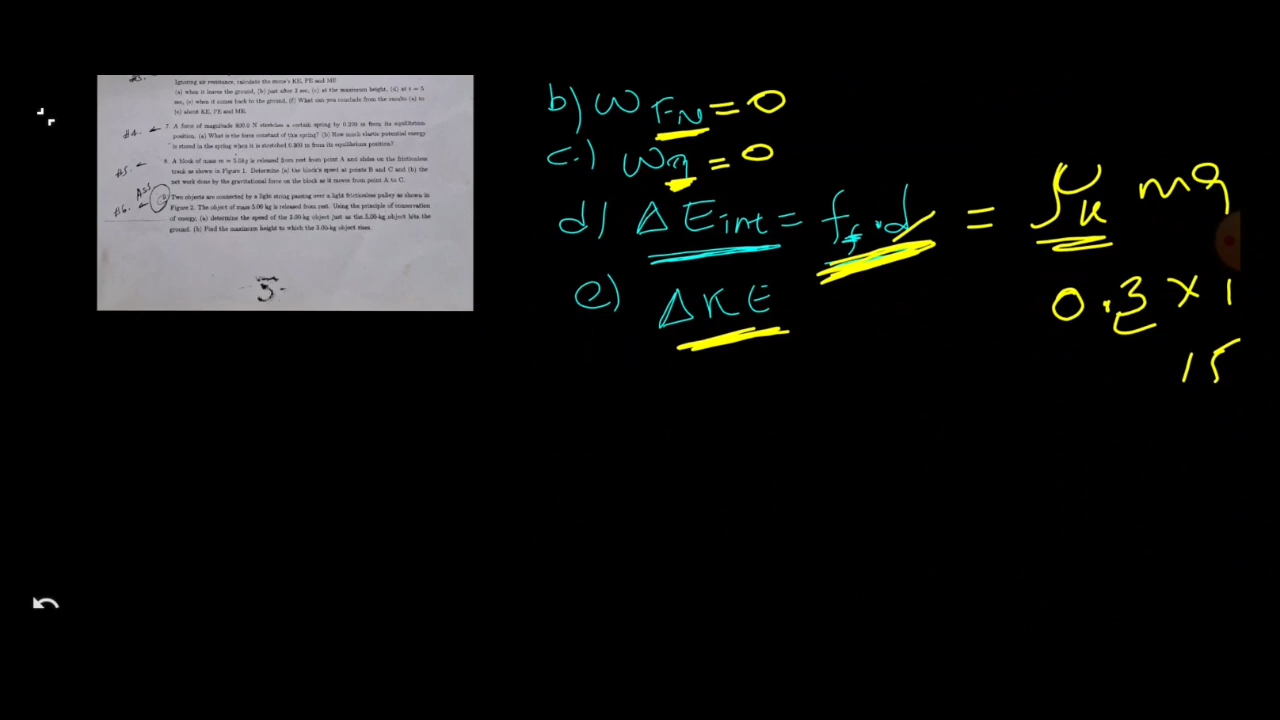 #3.
Ignoring air resistance, calculate the stone's KE, PE and ME
(a) when it leaves the ground, (b) just after 3 sec, (c) at the maximum height, (d) at t = 5
sec, (e) when it comes back to the ground, (f) What can you conclude from the results (a) to
(e) about KE, PE and ME.
#4. 7. A force of magnitude 800.0 N stretches a certain spring by 0.200 m from its equilibrium
position. (a) What is the force constant of this spring? (b) How much elastic potential energy
is stored in the spring when it is stretched 0.300 m from its equilibrium position?
#5. 8. A block of mass m = 5.0kg is released from rest from point A and slides on the frictionless
track as shown in Figure 1. Determine (a) the block's speed at points B and C and (b) the
net work done by the gravitational force on the block as it moves from point A to C.
Ass
#6. Two objects are connected by a light string passing over a light frictionless pulley as shown in
Figure 2. The object of mass 5.00 kg is released from rest. Using the principle of conservation
of energy, (a) determine the speed of the 3.00-kg object just as the 5.00-kg object hits the
ground. (b) Find the maximum height to which the 3.00-kg object rises.
5
b) W FN = 0
c.) Wg = 0
d) ΔEint = ff · d = μk mg
e) ΔKE
0.3 × 1
15